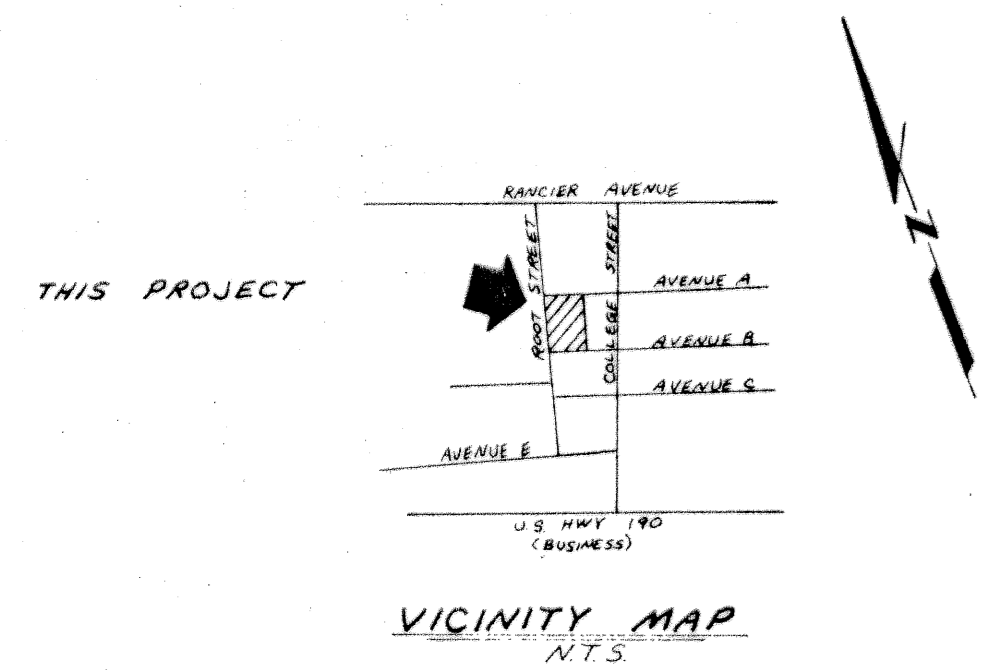 RANCIER AVENUE
ROOT STREET
COLLEGE STREET
THIS PROJECT
AVENUE A
AVENUE B
AVENUE C
AVENUE E
U.S. HWY 190
(BUSINESS)
N
VICINITY MAP
N.T.S.